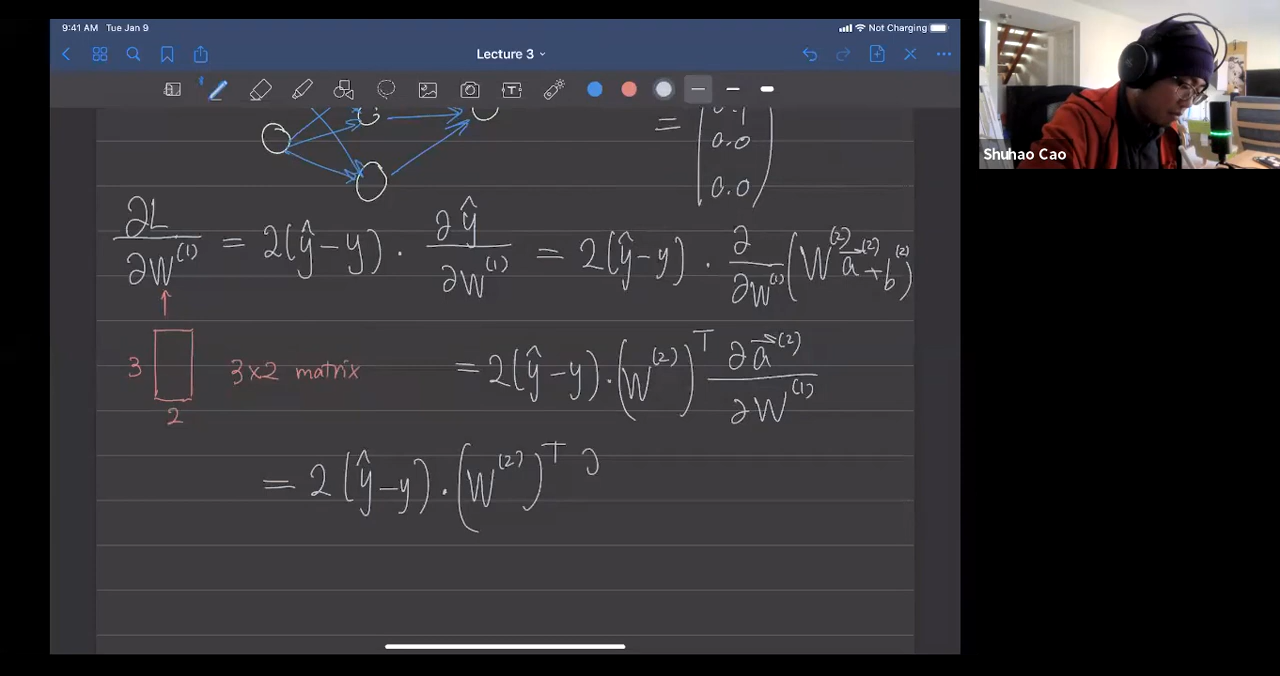 9:41 AM Tue Jan 9
Not Charging
Lecture 3
Shuhao Cao
= 0.0
0.0
∂L/∂W^(1) = 2(ŷ-y) · ∂ŷ/∂W^(1) = 2(ŷ-y) · ∂/∂W^(1) (W^(2) a⃗^(2) + b^(2))
3
3×2 matrix
2
= 2(ŷ-y) · (W^(2))^T ∂a⃗^(2)/∂W^(1)
= 2(ŷ-y) · (W^(2))^T ∂